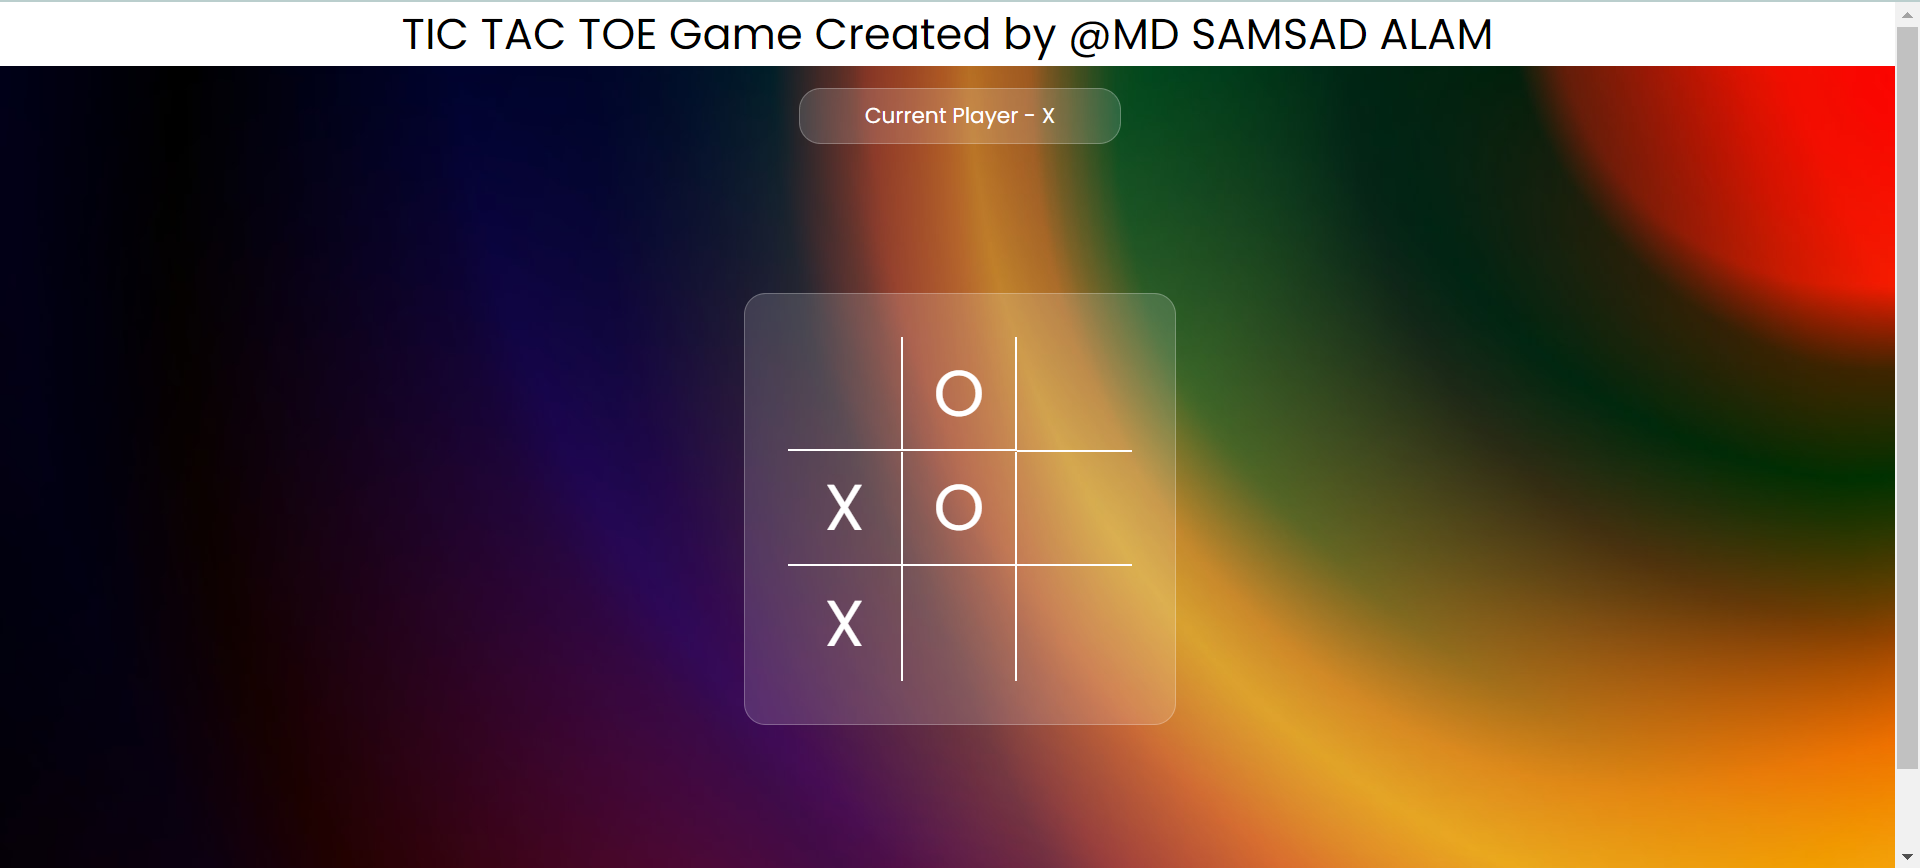 TIC TAC TOE Game Created by @MD SAMSAD ALAM
Current Player - X
O
X O
X